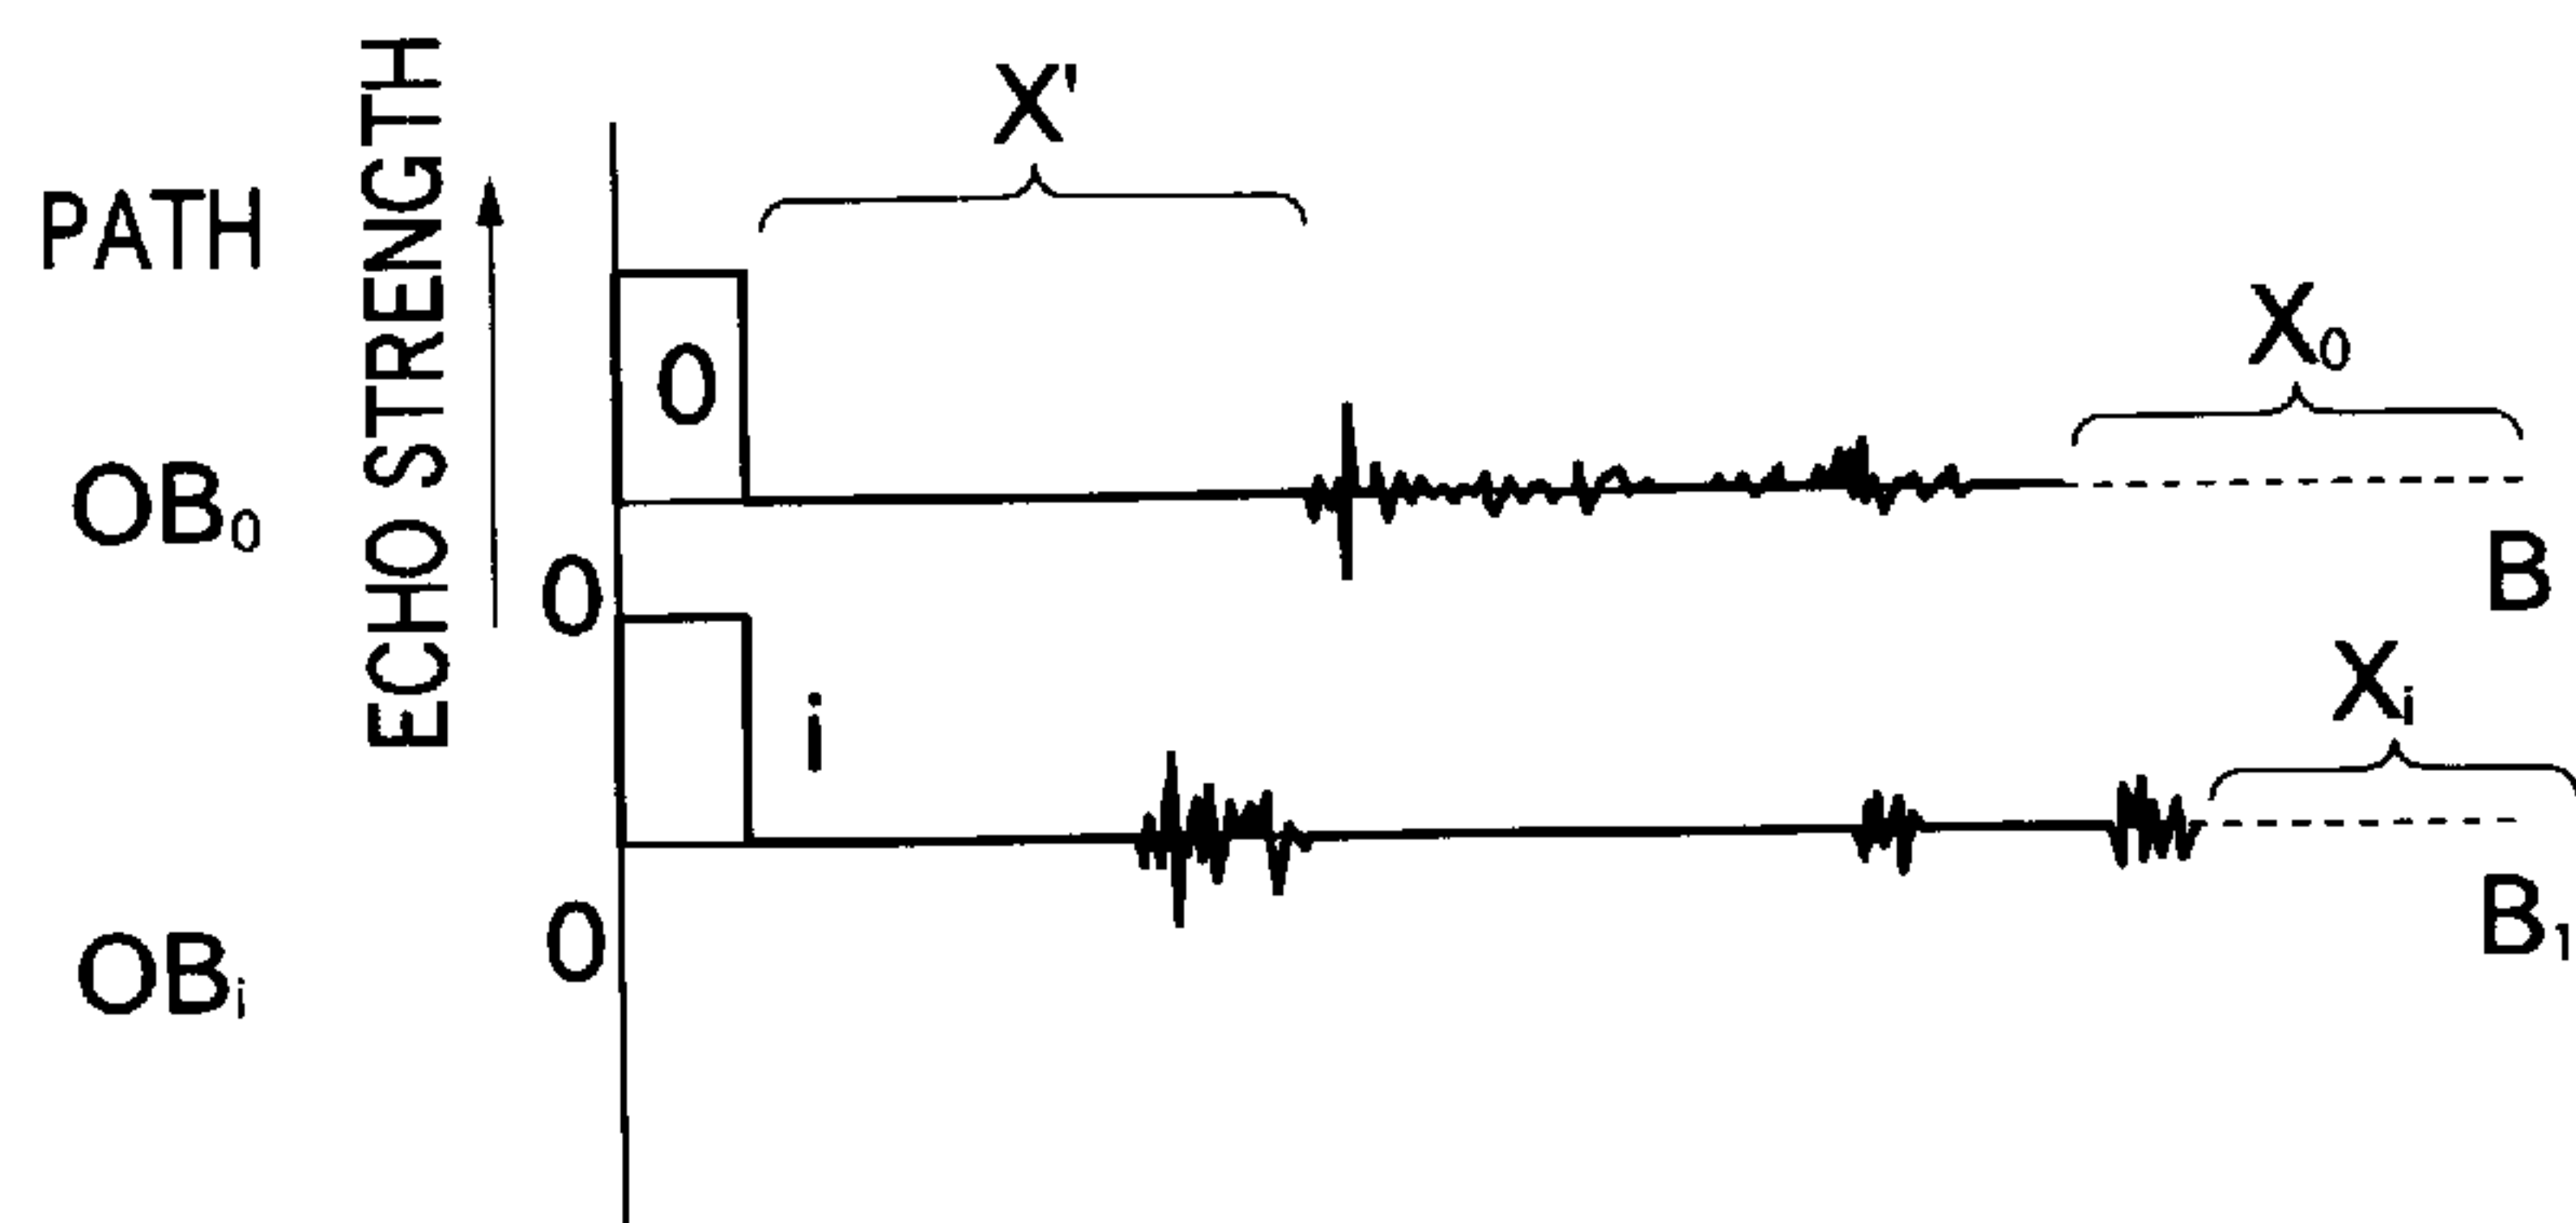 PATH
ECHO STRENGTH
X'
0
X₀
OB₀
0
B
i
Xᵢ
OBᵢ
0
B₁